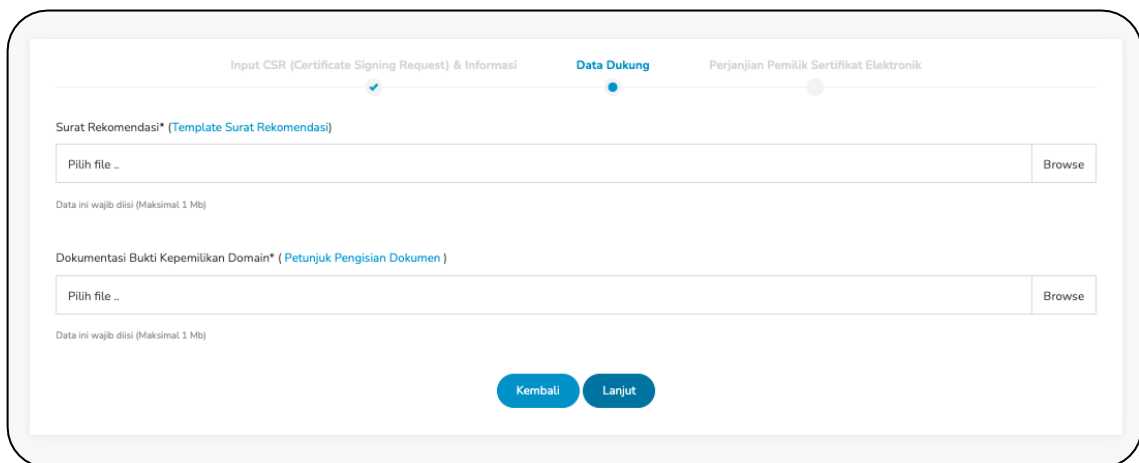 Input CSR (Certificate Signing Request) & Informasi
Data Dukung
Perjanjian Pemilik Sertifikat Elektronik
Surat Rekomendasi* (Template Surat Rekomendasi)
Pilih file ..
Browse
Data ini wajib diisi (Maksimal 1 Mb)
Dokumentasi Bukti Kepemilikan Domain* ( Petunjuk Pengisian Dokumen )
Pilih file ..
Browse
Data ini wajib diisi (Maksimal 1 Mb)
Kembali
Lanjut